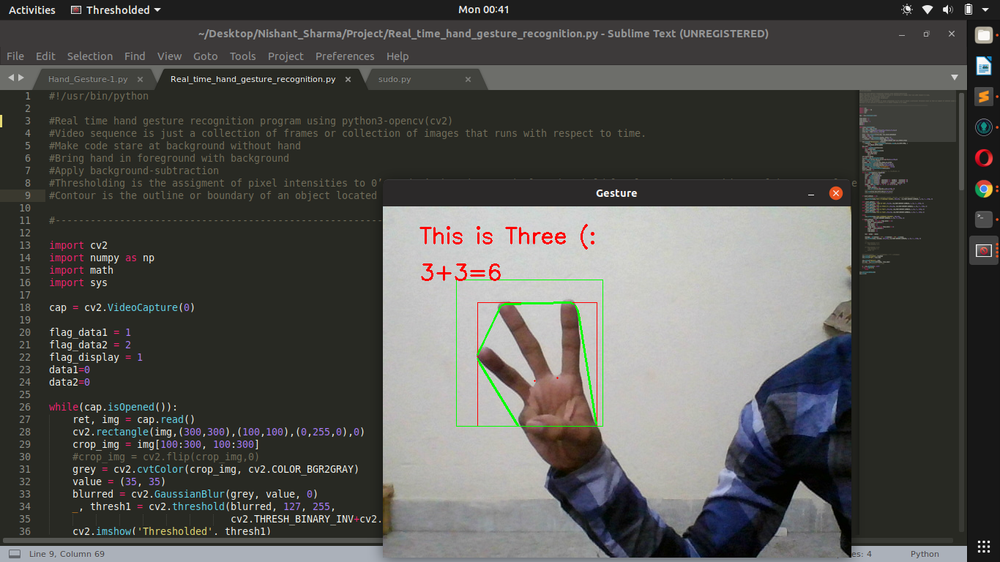 Activities Thresholded Mon 00:41
~/Desktop/Nishant_Sharma/Project/Real_time_hand_gesture_recognition.py - Sublime Text (UNREGISTERED)
File Edit Selection Find View Goto Tools Project Preferences Help
Hand_Gesture-1.py × Real_time_hand_gesture_recognition.py × sudo.py ×
1 #!/usr/bin/python
2
3 #Real time hand gesture recognition program using python3-opencv(cv2)
4 #Video sequence is just a collection of frames or collection of images that runs with respect to time.
5 #Make code stare at background without hand
6 #Bring hand in foreground with background
7 #Apply background-subtraction
8 #Thresholding is the assigment of pixel intensities to 0'
9 #Contour is the outline or boundary of an object located
10
11 #-------------------------------------------------------
12
13 import cv2
14 import numpy as np
15 import math
16 import sys
17
18 cap = cv2.VideoCapture(0)
19
20 flag_data1 = 1
21 flag_data2 = 2
22 flag_display = 1
23 data1=0
24 data2=0
25
26 while(cap.isOpened()):
27 ret, img = cap.read()
28 cv2.rectangle(img,(300,300),(100,100),(0,255,0),0)
29 crop_img = img[100:300, 100:300]
30 #crop_img = cv2.flip(crop_img,0)
31 grey = cv2.cvtColor(crop_img, cv2.COLOR_BGR2GRAY)
32 value = (35, 35)
33 blurred = cv2.GaussianBlur(grey, value, 0)
34 _, thresh1 = cv2.threshold(blurred, 127, 255,
35 cv2.THRESH_BINARY_INV+cv2.
36 cv2.imshow('Thresholded', thresh1)
Gesture
This is Three (:
3+3=6
Line 9, Column 69 es: 4 Python